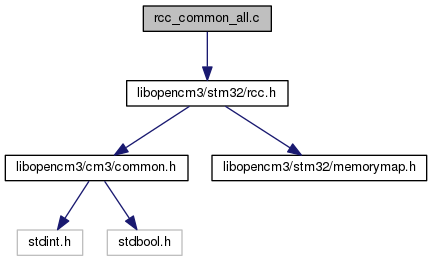 rcc_common_all.c
libopencm3/stm32/rcc.h
libopencm3/cm3/common.h
libopencm3/stm32/memorymap.h
stdint.h
stdbool.h